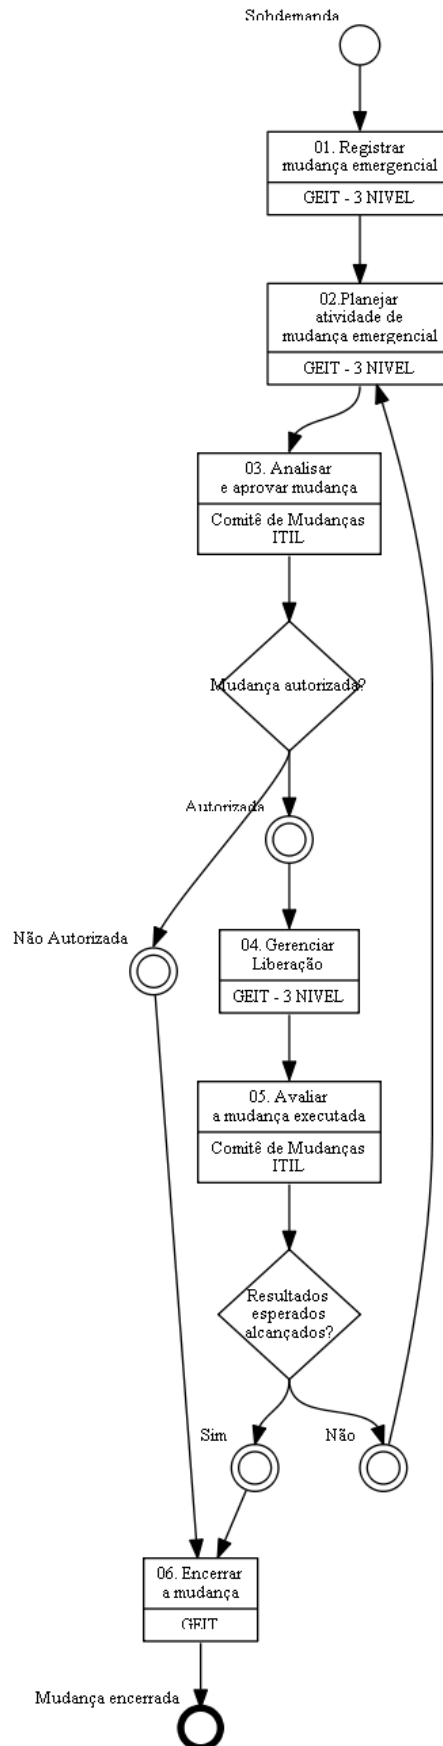 Sobdemanda
01. Registrar
mudança emergencial
GEIT - 3 NIVEL
02.Planejar
atividade de
mudança emergencial
GEIT - 3 NIVEL
03. Analisar
e aprovar mudança
Comitê de Mudanças
ITIL
Mudança autorizada?
Autorizada
Não Autorizada
04. Gerenciar
Liberação
GEIT - 3 NIVEL
05. Avaliar
a mudança executada
Comitê de Mudanças
ITIL
Resultados
esperados
alcançados?
Sim
Não
06. Encerrar
a mudança
GEIT
Mudança encerrada